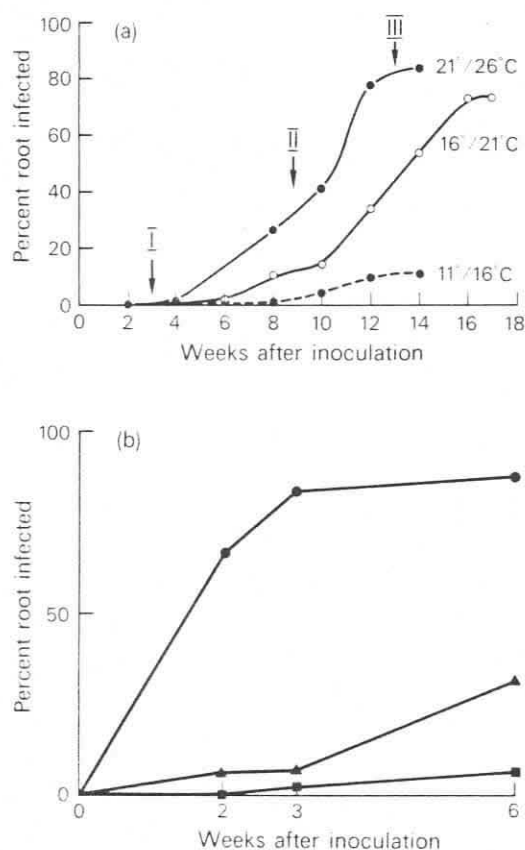 (a)
Percent root infected
100
80
60
40
20
0
I
II
III
21°/26°C
16°/21°C
11°/16°C
2 4 6 8 10 12 14 16 18
Weeks after inoculation
(b)
Percent root infected
100
50
0
0 2 3 6
Weeks after inoculation